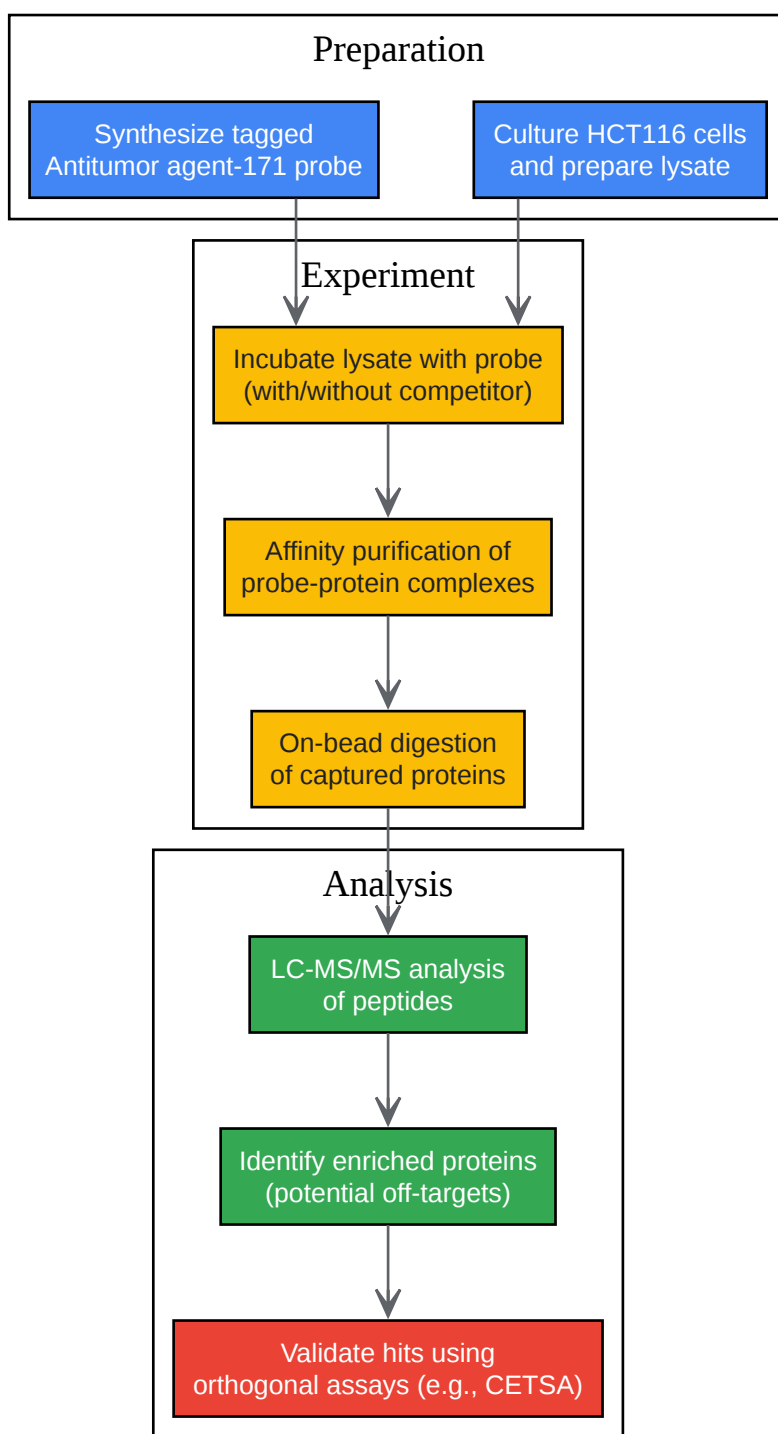 Preparation
Synthesize tagged
Antitumor agent-171 probe
Culture HCT116 cells
and prepare lysate
Experiment
Incubate lysate with probe
(with/without competitor)
Affinity purification of
probe-protein complexes
On-bead digestion
of captured proteins
Analysis
LC-MS/MS analysis
of peptides
Identify enriched proteins
(potential off-targets)
Validate hits using
orthogonal assays (e.g., CETSA)